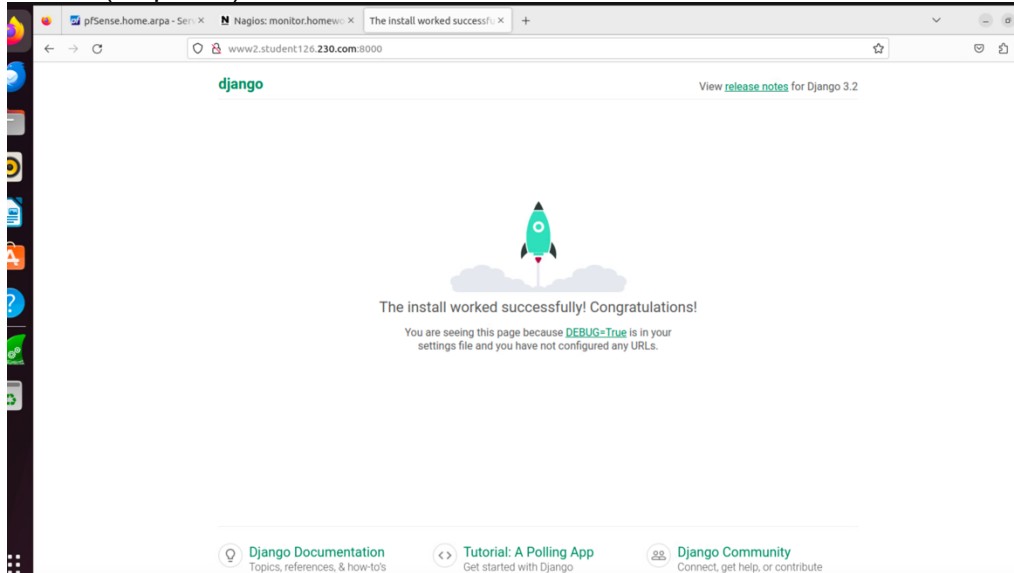 pfSense.home.arpa - Ser
Nagios: monitor.homewo
The install worked successfu
www2.student126.230.com:8000
django
View release notes for Django 3.2
The install worked successfully! Congratulations!
You are seeing this page because DEBUG=True is in your
settings file and you have not configured any URLs.
Django Documentation
Topics, references, & how-to's
Tutorial: A Polling App
Get started with Django
Django Community
Connect, get help, or contribute